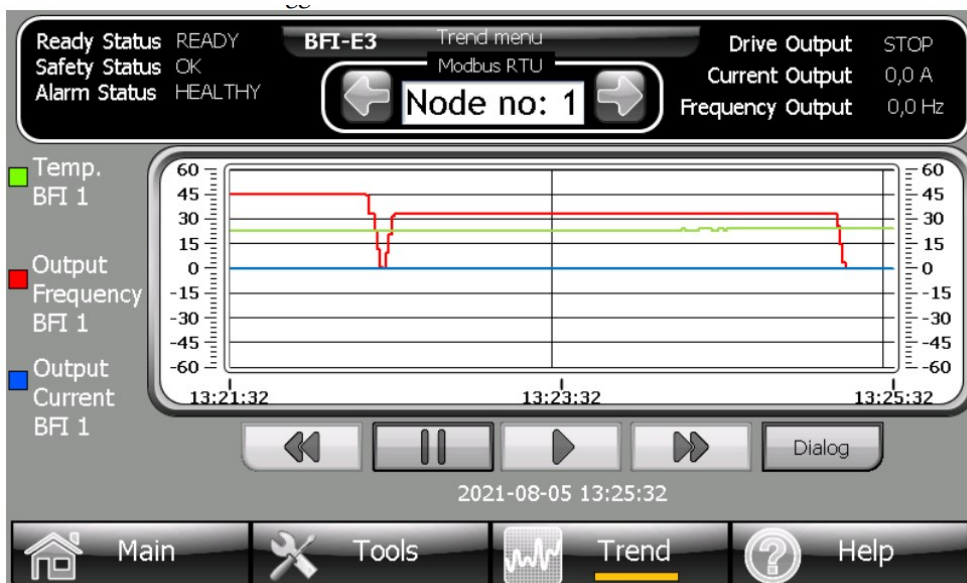 Ready Status READY
Safety Status OK
Alarm Status HEALTHY
BFI-E3 Trend menu
Modbus RTU
Node no: 1
Drive Output STOP
Current Output 0,0 A
Frequency Output 0,0 Hz
Temp.
BFI 1
Output
Frequency
BFI 1
Output
Current
BFI 1
60 60
45 45
30 30
15 15
0 0
-15 -15
-30 -30
-45 -45
-60 -60
13:21:32 13:23:32 13:25:32
Dialog
2021-08-05 13:25:32
Main Tools Trend Help